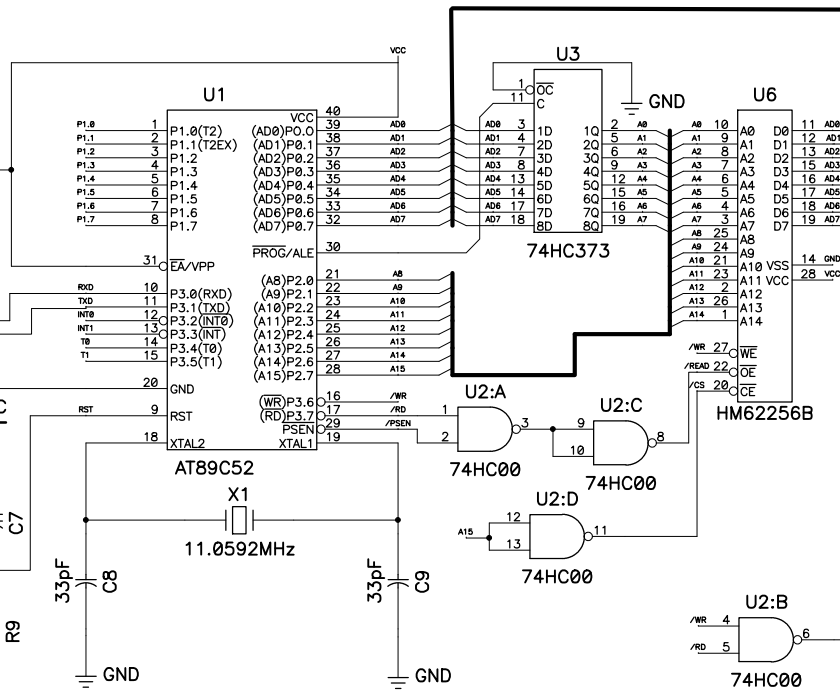 VCC
U3
1 OC
11 C
GND
U1
U6
VCC 40
P1.0 1 P1.0(T2) (AD0)P0.0 39 AD0 AD0 3 1D 1Q 2 A0 A0 10 A0 D0 11 AD0
P1.1 2 P1.1(T2EX) (AD1)P0.1 38 AD1 AD1 4 2D 2Q 5 A1 A1 9 A1 D1 12 AD1
P1.2 3 P1.2 (AD2)P0.2 37 AD2 AD2 7 3D 3Q 6 A2 A2 8 A2 D2 13 AD2
P1.3 4 P1.3 (AD3)P0.3 36 AD3 AD3 8 4D 4Q 9 A3 A3 7 A3 D3 15 AD3
P1.4 5 P1.4 (AD4)P0.4 35 AD4 AD4 13 5D 5Q 12 A4 A4 6 A4 D4 16 AD4
P1.5 6 P1.5 (AD5)P0.5 34 AD5 AD5 14 6D 6Q 15 A5 A5 5 A5 D5 17 AD5
P1.6 7 P1.6 (AD6)P0.6 33 AD6 AD6 17 7D 7Q 16 A6 A6 4 A6 D6 18 AD6
P1.7 8 P1.7 (AD7)P0.7 32 AD7 AD7 18 8D 8Q 19 A7 A7 3 A7 D7 19 AD7
A8 25 A8
PROG/ALE 30 74HC373 A9 24 A9
31 EA/VPP A10 21 A10 VSS 14 GND
(A8)P2.0 21 A8 A11 23 A11 VCC 28 VCC
RXD 10 P3.0(RXD) (A9)P2.1 22 A9 A12 2 A12
TXD 11 P3.1(TXD) (A10)P2.2 23 A10 A13 26 A13
INT0 12 P3.2(INT0) (A11)P2.3 24 A11 A14 1 A14
INT1 13 P3.3(INT) (A12)P2.4 25 A12
T0 14 P3.4(T0) (A13)P2.5 26 A13 /WR 27 WE
T1 15 P3.5(T1) (A14)P2.6 27 A14 /READ 22 OE
(A15)P2.7 28 A15 /CS 20 CE
20 GND
HM62256B
(WR)P3.6 16 /WR
RST 9 RST (RD)P3.7 17 /RD
PSEN 29 /PSEN
18 XTAL2 XTAL1 19
AT89C52
U2:A
1
2
3
74HC00
U2:C
9
10
8
74HC00
X1
11.0592MHz
U2:D
A15
12
13
11
74HC00
C7
33pF C8
33pF C9
R9
GND
GND
U2:B
/WR 4
/RD 5
6
74HC00